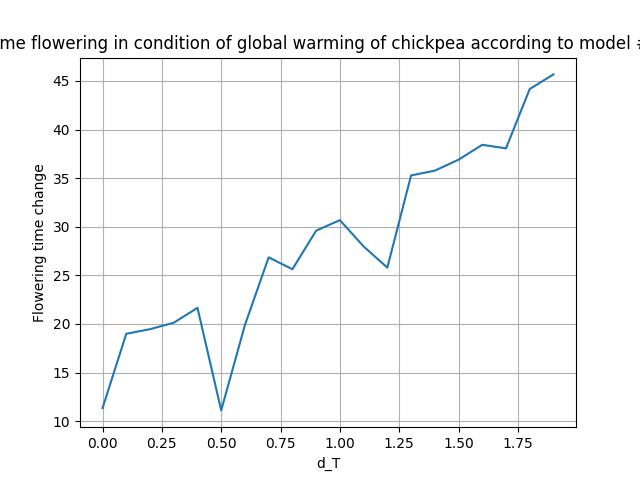 me flowering in condition of global warming of chickpea according to model #
Flowering time change
45
40
35
30
25
20
15
10
0.00 0.25 0.50 0.75 1.00 1.25 1.50 1.75
d_T